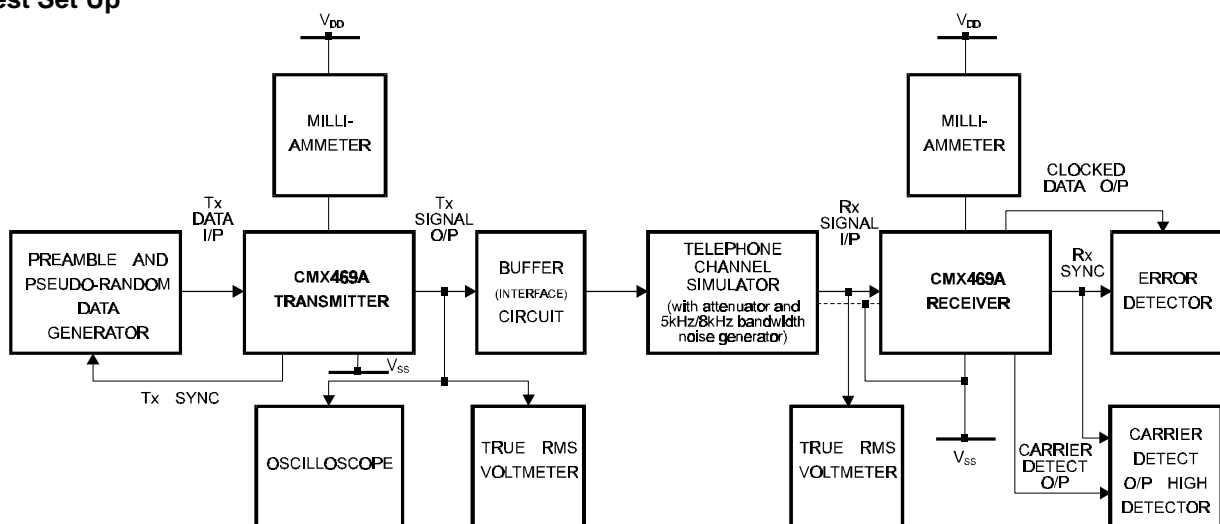 est Set Up
VDD
VDD
MILLI-
AMMETER
MILLI-
AMMETER
CLOCKED
DATA O/P
Tx
DATA
I/P
Tx
SIGNAL
O/P
Rx
SIGNAL
I/P
PREAMBLE AND
PSEUDO-RANDOM
DATA
GENERATOR
CMX469A
TRANSMITTER
BUFFER
(INTERFACE)
CIRCUIT
TELEPHONE
CHANNEL
SIMULATOR
(with attenuator and
5kHz/8kHz bandwidth
noise generator)
CMX469A
RECEIVER
Rx
SYNC
ERROR
DETECTOR
VSS
Tx SYNC
OSCILLOSCOPE
TRUE RMS
VOLTMETER
TRUE RMS
VOLTMETER
VSS
CARRIER
DETECT
O/P
CARRIER
DETECT
O/P HIGH
DETECTOR